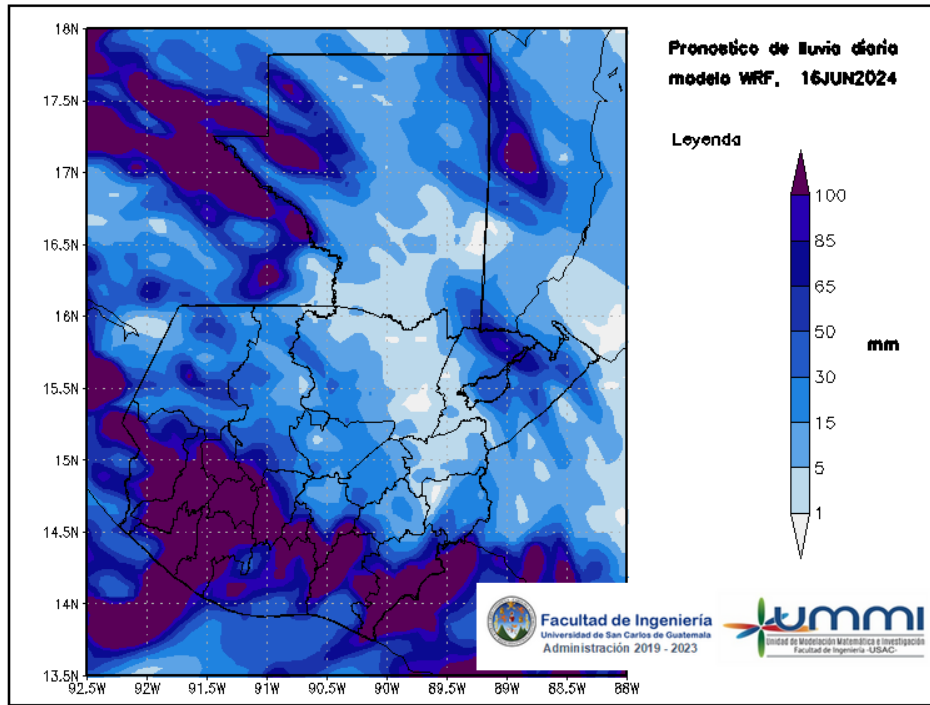 Pronostico de lluvia diaria
modelo WRF, 16JUN2024
Leyenda
100
85
65
50
30
15
5
1
mm
18N
17.5N
17N
16.5N
16N
15.5N
15N
14.5N
14N
13.5N
92.5W
92W
91.5W
91W
90.5W
90W
89.5W
89W
88.5W
88W
Facultad de Ingeniería
Universidad de San Carlos de Guatemala
Administración 2019 - 2023
UMMI
Unidad de Modelación Matemática e Investigación
Facultad de Ingeniería -USAC-